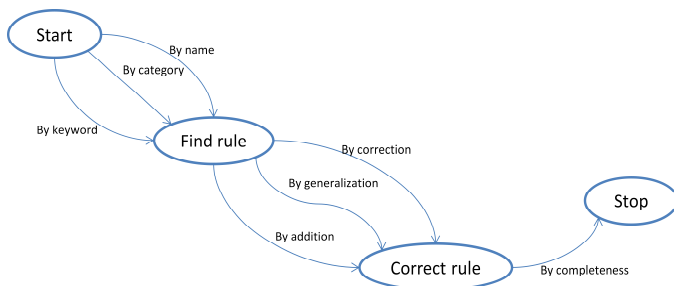 Start
By name
By category
By keyword
Find rule
By correction
By generalization
By addition
Stop
Correct rule
By completeness